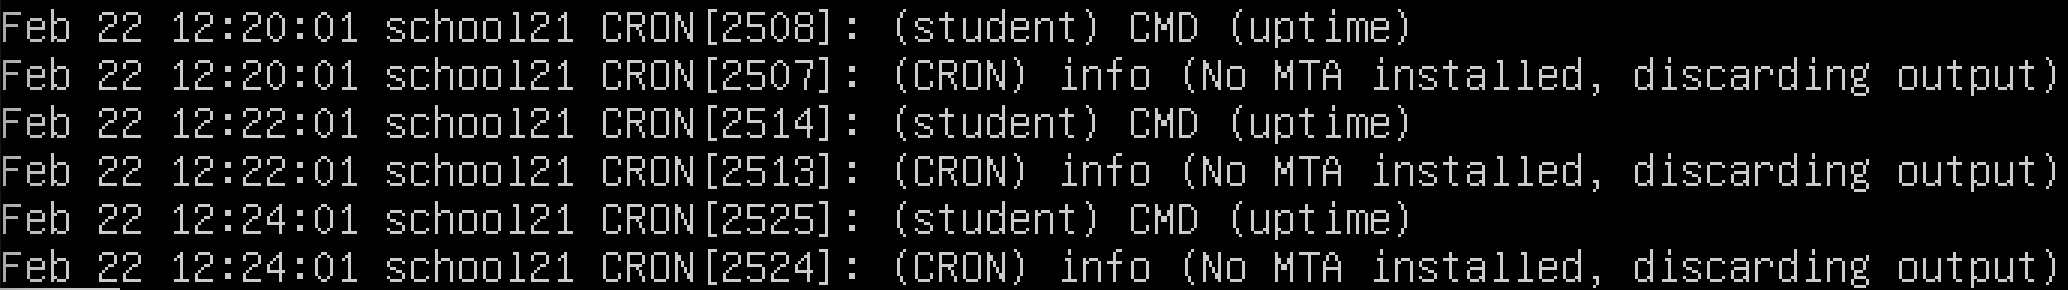 Feb 22 12:20:01 school21 CRON[2508]: (student) CMD (uptime)
Feb 22 12:20:01 school21 CRON[2507]: (CRON) info (No MTA installed, discarding output)
Feb 22 12:22:01 school21 CRON[2514]: (student) CMD (uptime)
Feb 22 12:22:01 school21 CRON[2513]: (CRON) info (No MTA installed, discarding output)
Feb 22 12:24:01 school21 CRON[2525]: (student) CMD (uptime)
Feb 22 12:24:01 school21 CRON[2524]: (CRON) info (No MTA installed, discarding output)